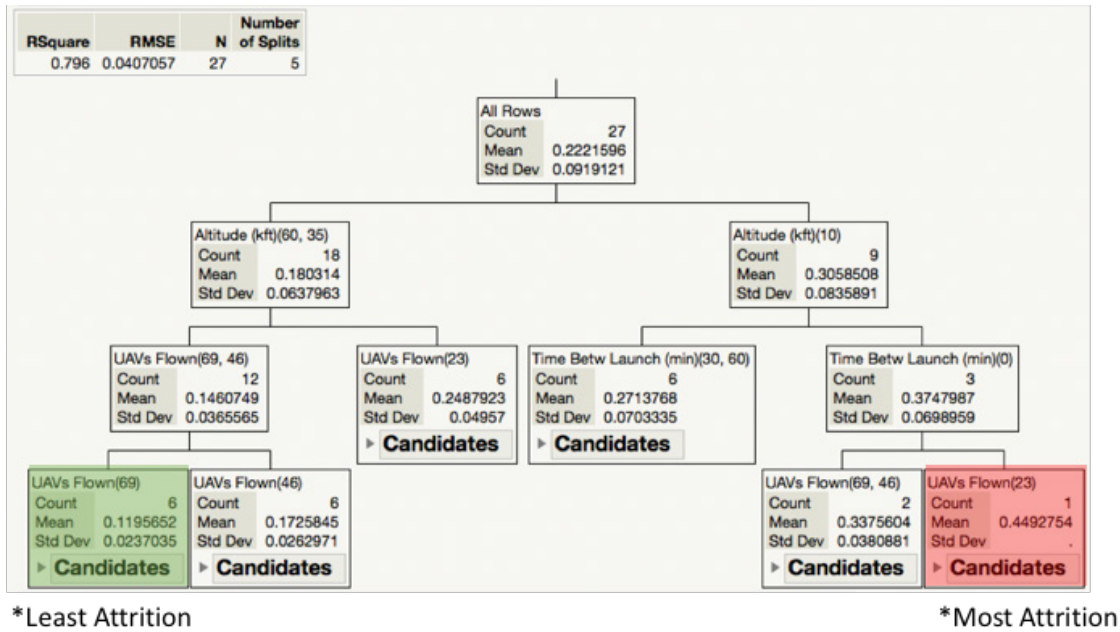 Number
RSquare RMSE N of Splits
0.796 0.0407057 27 5
All Rows
Count 27
Mean 0.2221596
Std Dev 0.0919121
Altitude (kft)(60, 35)
Count 18
Mean 0.180314
Std Dev 0.0637963
Altitude (kft)(10)
Count 9
Mean 0.3058508
Std Dev 0.0835891
UAVs Flown(69, 46)
Count 12
Mean 0.1460749
Std Dev 0.0365565
UAVs Flown(23)
Count 6
Mean 0.2487923
Std Dev 0.04957
Candidates
Time Betw Launch (min)(30, 60)
Count 6
Mean 0.2713768
Std Dev 0.0703335
Candidates
Time Betw Launch (min)(0)
Count 3
Mean 0.3747987
Std Dev 0.0698959
UAVs Flown(69)
Count 6
Mean 0.1195652
Std Dev 0.0237035
Candidates
UAVs Flown(46)
Count 6
Mean 0.1725845
Std Dev 0.0262971
Candidates
UAVs Flown(69, 46)
Count 2
Mean 0.3375604
Std Dev 0.0380881
Candidates
UAVs Flown(23)
Count 1
Mean 0.4492754
Std Dev .
Candidates
*Least Attrition
*Most Attrition